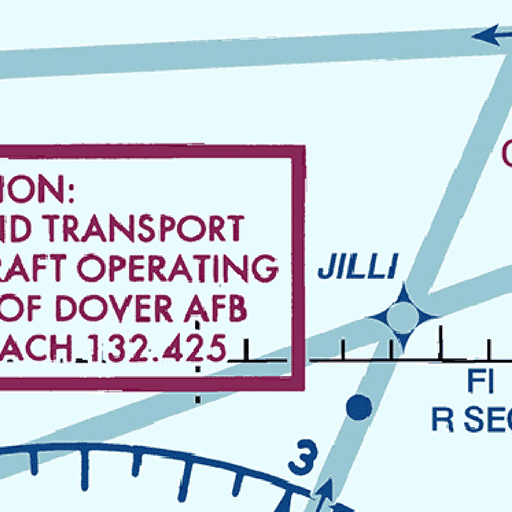 ION:
ND TRANSPORT
RAFT OPERATING
OF DOVER AFB
ACH 132.425
JILLI
FI
R SEC
3